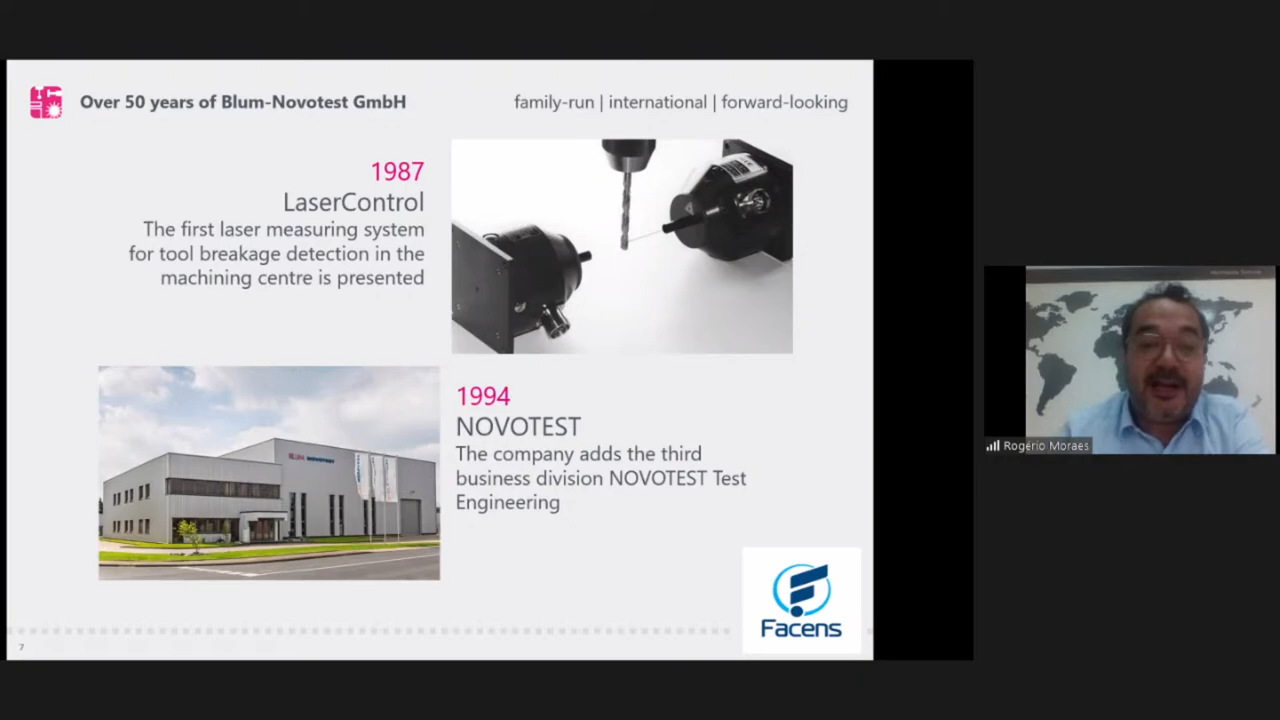 Over 50 years of Blum-Novotest GmbH
family-run | international | forward-looking
1987
LaserControl
The first laser measuring system
for tool breakage detection in the
machining centre is presented
BLUM NOVOTEST
1994
NOVOTEST
The company adds the third
business division NOVOTEST Test
Engineering
Facens
7
Rogério Moraes